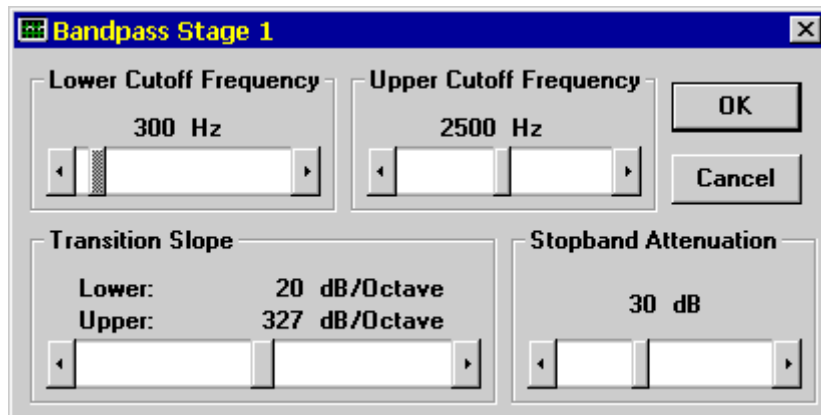 Bandpass Stage 1
Lower Cutoff Frequency
300 Hz
Upper Cutoff Frequency
2500 Hz
OK
Cancel
Transition Slope
Lower: 20 dB/Octave
Upper: 327 dB/Octave
Stopband Attenuation
30 dB